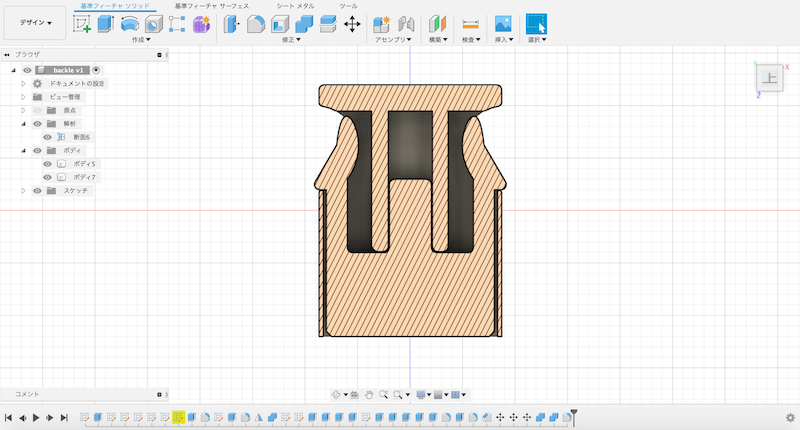 基準フィーチャ ソリッド 基準フィーチャ サーフェス シート メタル ツール
デザイン▼
作成▼ 修正▼ アセンブリ▼ 構築▼ 検査▼ 挿入▼ 選択▼
ブラウザ
backle v1
ドキュメントの設定
ビュー管理
原点
解析
断面6
ボディ
ボディ5
ボディ7
スケッチ
上
X
Z
コメント